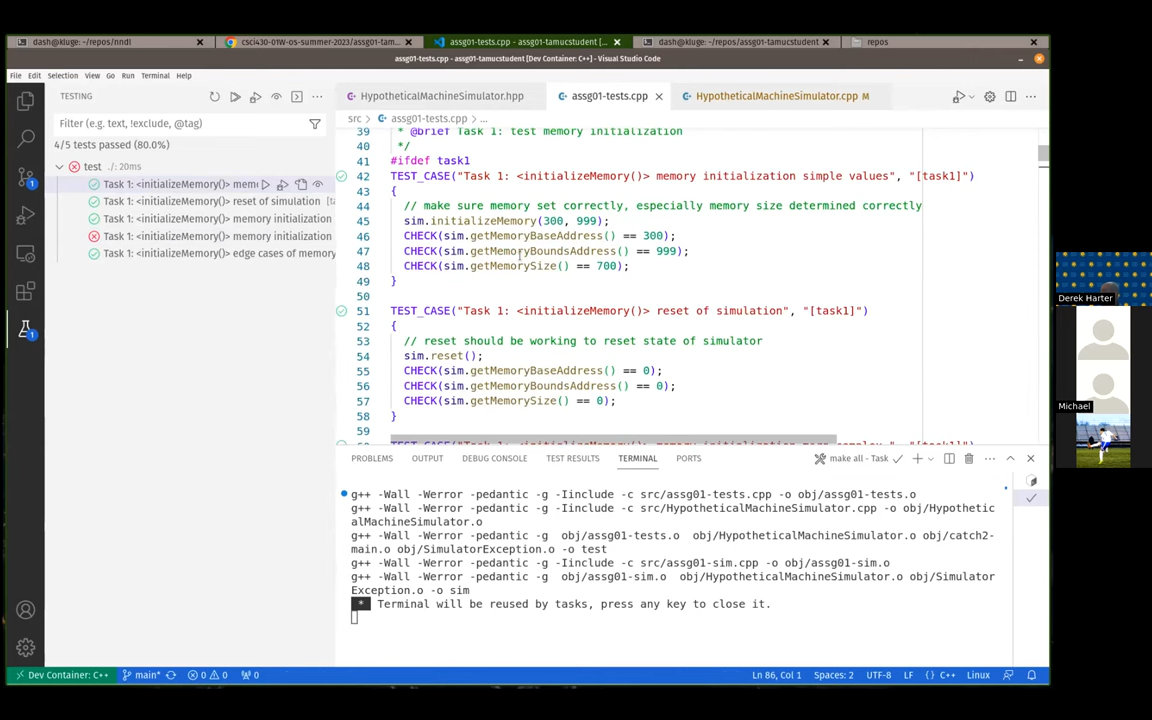 dash@kluge: ~/repos/nndl
csci430-01W-os-summer-2023/assg1-tam...
assg01-tests.cpp - assg01-tamucstudent [...
dash@kluge: ~/repos/assg01-tamucstudent
repos
assg01-tests.cpp - assg01-tamucstudent [Dev Container: C++] - Visual Studio Code
File Edit Selection View Go Run Terminal Help
TESTING
HypotheticalMachineSimulator.hpp
assg01-tests.cpp
HypotheticalMachineSimulator.cpp M
Filter (e.g. text, !exclude, @tag)
src > assg01-tests.cpp > ...
4/5 tests passed (80.0%)
test ./: 20ms
Task 1: <initializeMemory()> mem
Task 1: <initializeMemory()> reset of simulation
Task 1: <initializeMemory()> memory initialization
Task 1: <initializeMemory()> memory initialization
Task 1: <initializeMemory()> edge cases of memory
39 * @brief Task 1: test memory initialization
40 */
41 #ifdef task1
42 TEST_CASE("Task 1: <initializeMemory()> memory initialization simple values", "[task1]")
43 {
44 // make sure memory set correctly, especially memory size determined correctly
45 sim.initializeMemory(300, 999);
46 CHECK(sim.getMemoryBaseAddress() == 300);
47 CHECK(sim.getMemoryBoundsAddress() == 999);
48 CHECK(sim.getMemorySize() == 700);
49 }
50
51 TEST_CASE("Task 1: <initializeMemory()> reset of simulation", "[task1]")
52 {
53 // reset should be working to reset state of simulator
54 sim.reset();
55 CHECK(sim.getMemoryBaseAddress() == 0);
56 CHECK(sim.getMemoryBoundsAddress() == 0);
57 CHECK(sim.getMemorySize() == 0);
58 }
59
PROBLEMS OUTPUT DEBUG CONSOLE TEST RESULTS TERMINAL PORTS
make all - Task
g++ -Wall -Werror -pedantic -g -Iinclude -c src/assg01-tests.cpp -o obj/assg01-tests.o
g++ -Wall -Werror -pedantic -g -Iinclude -c src/HypotheticalMachineSimulator.cpp -o obj/Hypothetic
alMachineSimulator.o
g++ -Wall -Werror -pedantic -g obj/assg01-tests.o obj/HypotheticalMachineSimulator.o obj/catch2-
main.o obj/SimulatorException.o -o test
g++ -Wall -Werror -pedantic -g -Iinclude -c src/assg01-sim.cpp -o obj/assg01-sim.o
g++ -Wall -Werror -pedantic -g obj/assg01-sim.o obj/HypotheticalMachineSimulator.o obj/Simulator
Exception.o -o sim
* Terminal will be reused by tasks, press any key to close it.
Dev Container: C++
main*
0 0
0
Ln 86, Col 1
Spaces: 2
UTF-8
LF
{} C++
Linux
Derek Harter
Michael